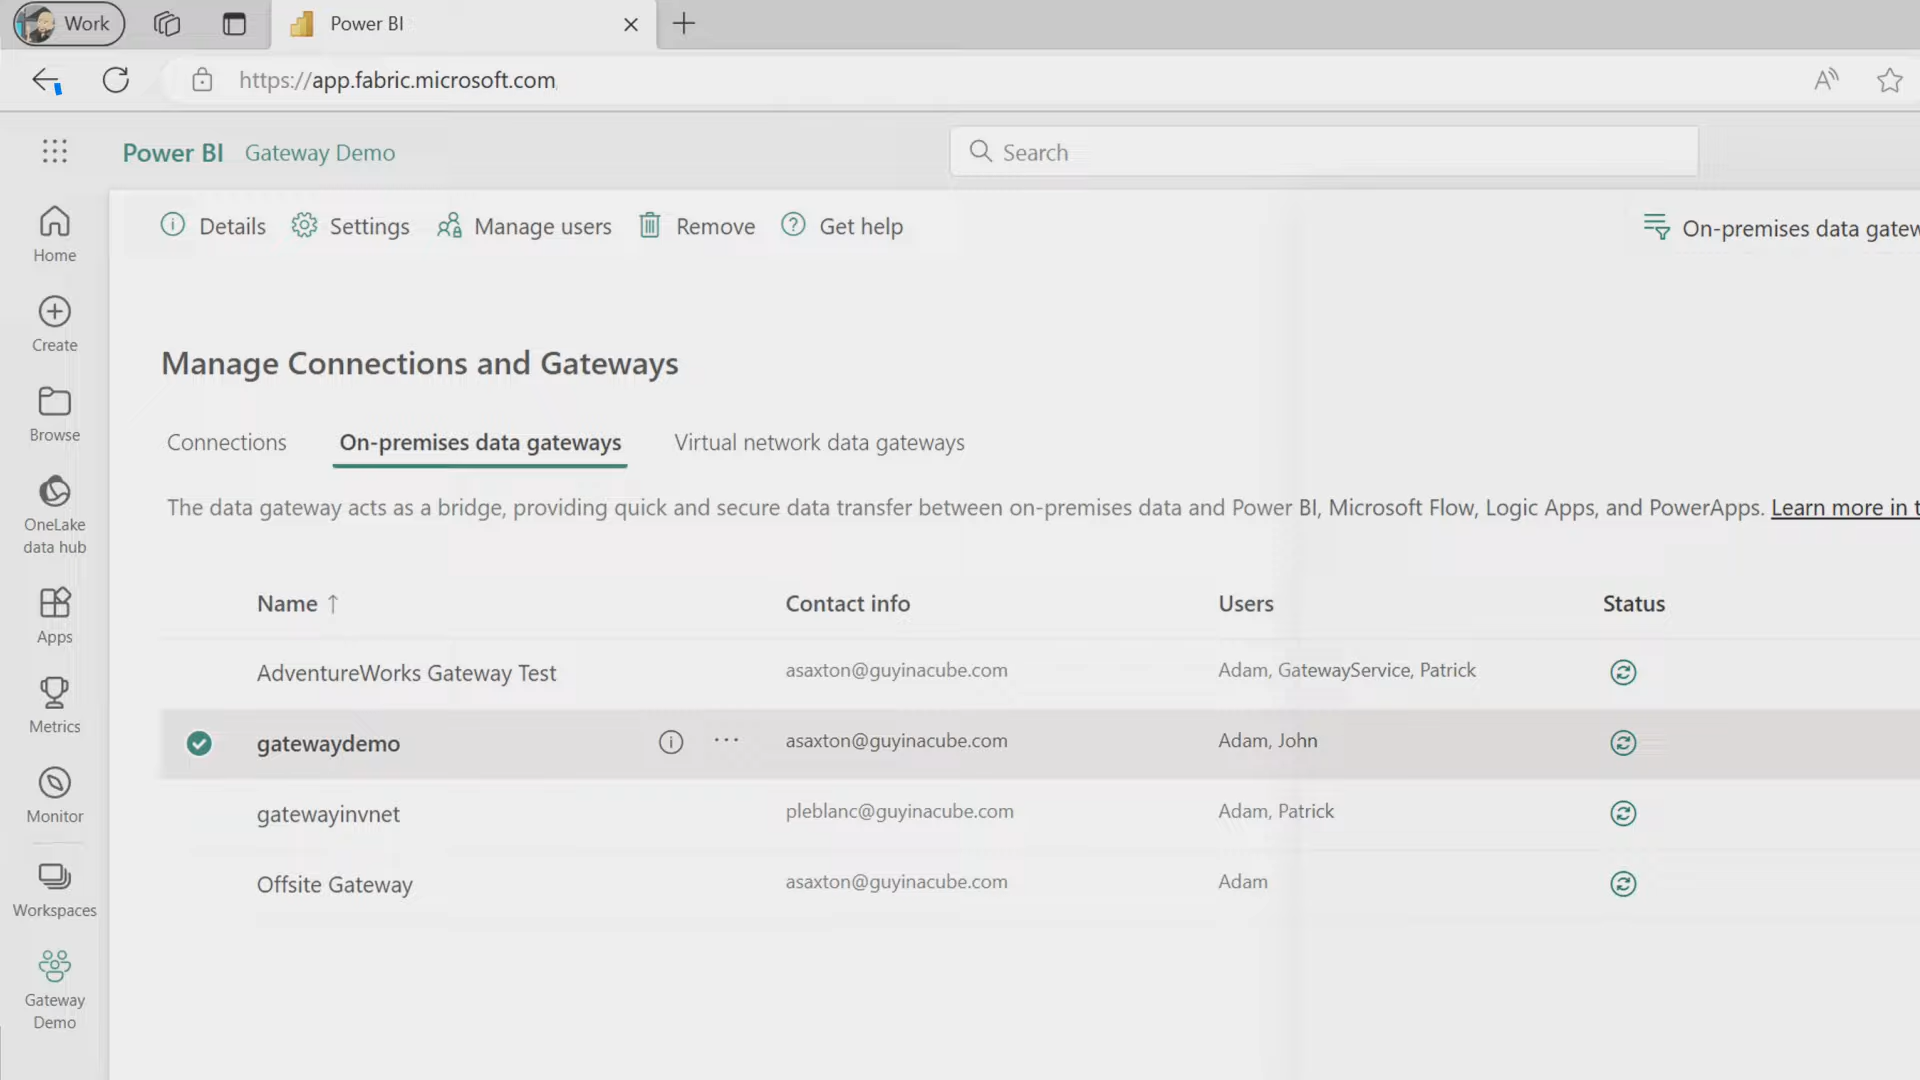 Work
Power BI
https://app.fabric.microsoft.com
Power BI Gateway Demo
Search
Details Settings Manage users Remove Get help
On-premises data gatew
Home
Create
Browse
OneLake
data hub
Apps
Metrics
Monitor
Workspaces
Gateway
Demo
Manage Connections and Gateways
Connections On-premises data gateways Virtual network data gateways
The data gateway acts as a bridge, providing quick and secure data transfer between on-premises data and Power BI, Microsoft Flow, Logic Apps, and PowerApps. Learn more in t
Name Contact info Users Status
AdventureWorks Gateway Test asaxton@guyinacube.com Adam, GatewayService, Patrick
gatewaydemo asaxton@guyinacube.com Adam, John
gatewayinvnet pleblanc@guyinacube.com Adam, Patrick
Offsite Gateway asaxton@guyinacube.com Adam